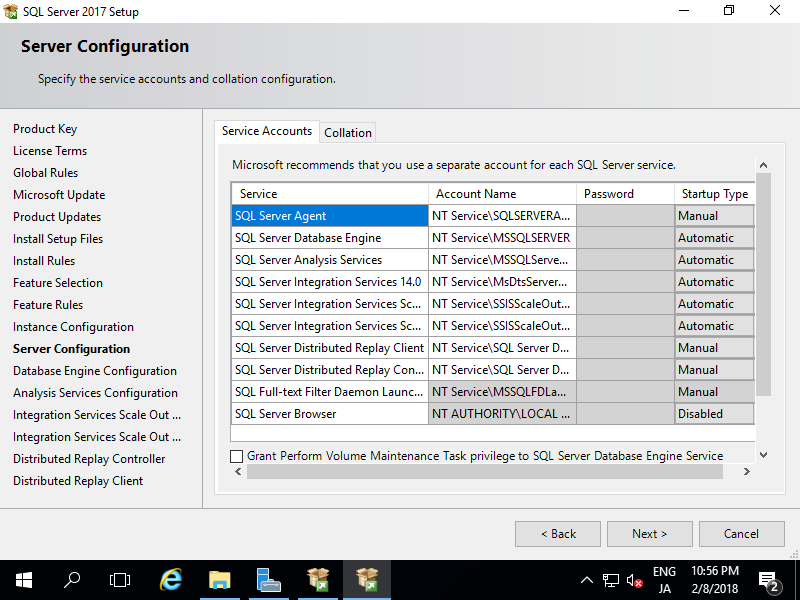 SQL Server 2017 Setup
Server Configuration
Specify the service accounts and collation configuration.
Product Key
License Terms
Global Rules
Microsoft Update
Product Updates
Install Setup Files
Install Rules
Feature Selection
Feature Rules
Instance Configuration
Server Configuration
Database Engine Configuration
Analysis Services Configuration
Integration Services Scale Out ...
Integration Services Scale Out ...
Distributed Replay Controller
Distributed Replay Client
Service Accounts Collation
Microsoft recommends that you use a separate account for each SQL Server service.
Service Account Name Password Startup Type
SQL Server Agent NT Service\SQLSERVERA... Manual
SQL Server Database Engine NT Service\MSSQLSERVER Automatic
SQL Server Analysis Services NT Service\MSSQLServe... Automatic
SQL Server Integration Services 14.0 NT Service\MsDtsServer... Automatic
SQL Server Integration Services Sc... NT Service\SSISScaleOut... Automatic
SQL Server Integration Services Sc... NT Service\SSISScaleOut... Automatic
SQL Server Distributed Replay Client NT Service\SQL Server D... Manual
SQL Server Distributed Replay Con... NT Service\SQL Server D... Manual
SQL Full-text Filter Daemon Launc... NT Service\MSSQLFDLa... Manual
SQL Server Browser NT AUTHORITY\LOCAL ... Disabled
Grant Perform Volume Maintenance Task privilege to SQL Server Database Engine Service
< Back Next > Cancel
ENG 10:56 PM
JA 2/8/2018 2